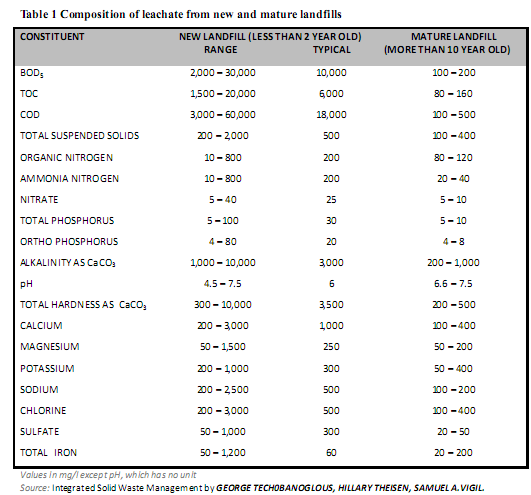 Table 1 Composition of leachate from new and mature landfills
CONSTITUENT NEW LANDFILL (LESS THAN 2 YEAR OLD) MATURE LANDFILL
RANGE TYPICAL (MORE THAN 10 YEAR OLD)
BOD₅ 2,000 – 30,000 10,000 100 – 200
TOC 1,500 – 20,000 6,000 80 – 160
COD 3,000 – 60,000 18,000 100 – 500
TOTAL SUSPENDED SOLIDS 200 – 2,000 500 100 – 400
ORGANIC NITROGEN 10 – 800 200 80 – 120
AMMONIA NITROGEN 10 – 800 200 20 – 40
NITRATE 5 – 40 25 5 – 10
TOTAL PHOSPHORUS 5 – 100 30 5 – 10
ORTHO PHOSPHORUS 4 – 80 20 4 – 8
ALKALINITY AS CaCO₃ 1,000 – 10,000 3,000 200 – 1,000
pH 4.5 – 7.5 6 6.6 – 7.5
TOTAL HARDNESS AS CaCO₃ 300 – 10,000 3,500 200 – 500
CALCIUM 200 – 3,000 1,000 100 – 400
MAGNESIUM 50 – 1,500 250 50 – 200
POTASSIUM 200 – 1,000 300 50 – 400
SODIUM 200 – 2,500 500 100 – 200
CHLORINE 200 – 3,000 500 100 – 400
SULFATE 50 – 1,000 300 20 – 50
TOTAL IRON 50 – 1,200 60 20 – 200
Values in mg/l except pH, which has no unit
Source: Integrated Solid Waste Management by GEORGE TECH0BANOGLOUS, HILLARY THEISEN, SAMUEL A.VIGIL.